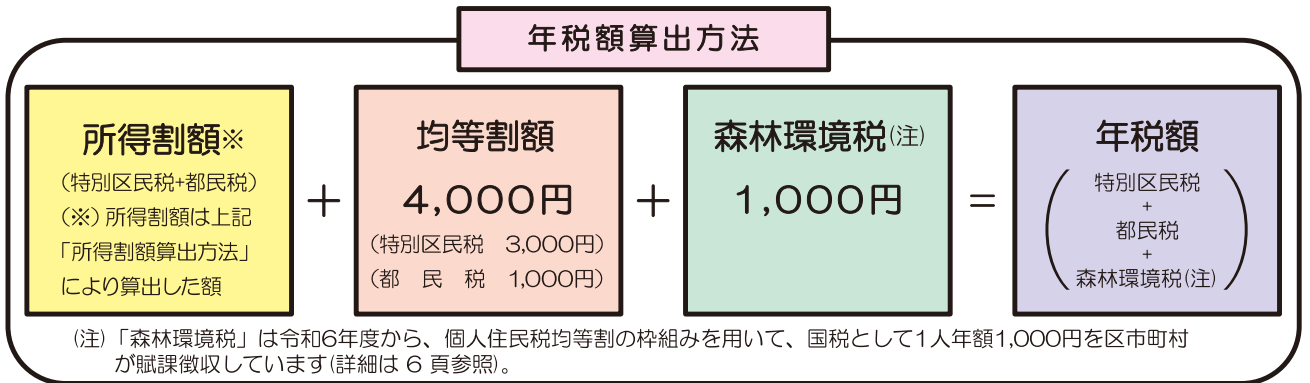 年税額算出方法
所得割額※
(特別区民税+都民税)
(※)所得割額は上記
「所得割額算出方法」
により算出した額
+
均等割額
4,000円
(特別区民税 3,000円)
(都 民 税 1,000円)
+
森林環境税(注)
1,000円
=
年税額
特別区民税
+
都民税
+
森林環境税(注)
(注)「森林環境税」は令和6年度から、個人住民税均等割の枠組みを用いて、国税として1人年額1,000円を区市町村
が賦課徴収しています(詳細は 6 頁参照)。